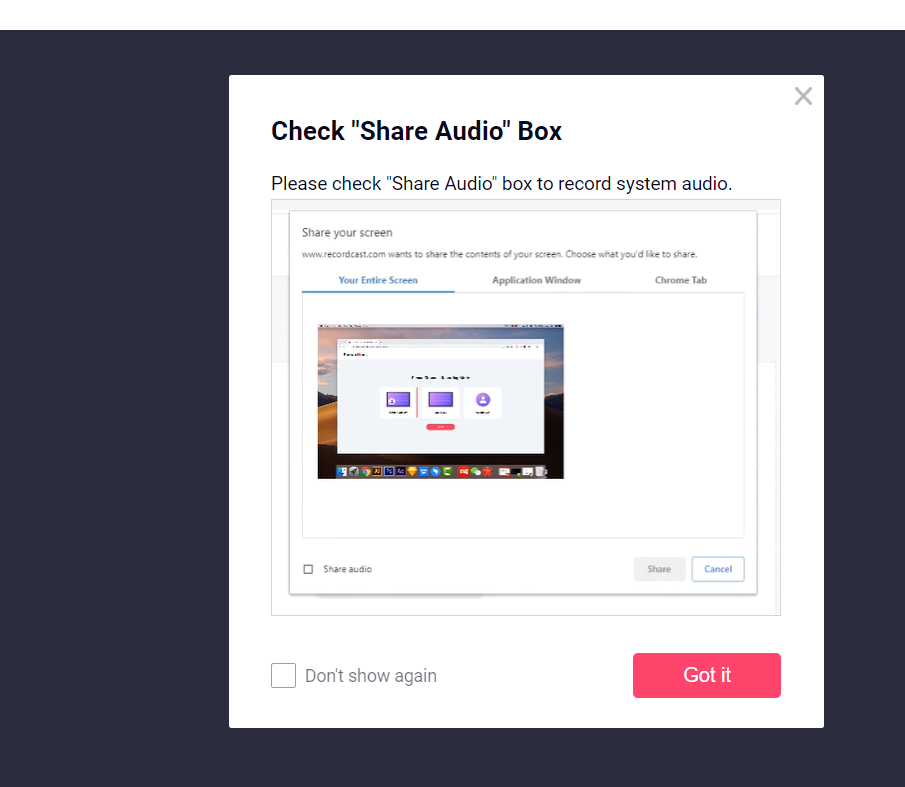 Check "Share Audio" Box
Please check "Share Audio" box to record system audio.
Share your screen
www.recordcast.com wants to share the contents of your screen. Choose what you'd like to share.
Your Entire Screen Application Window Chrome Tab
Share audio Share Cancel
Don't show again Got it